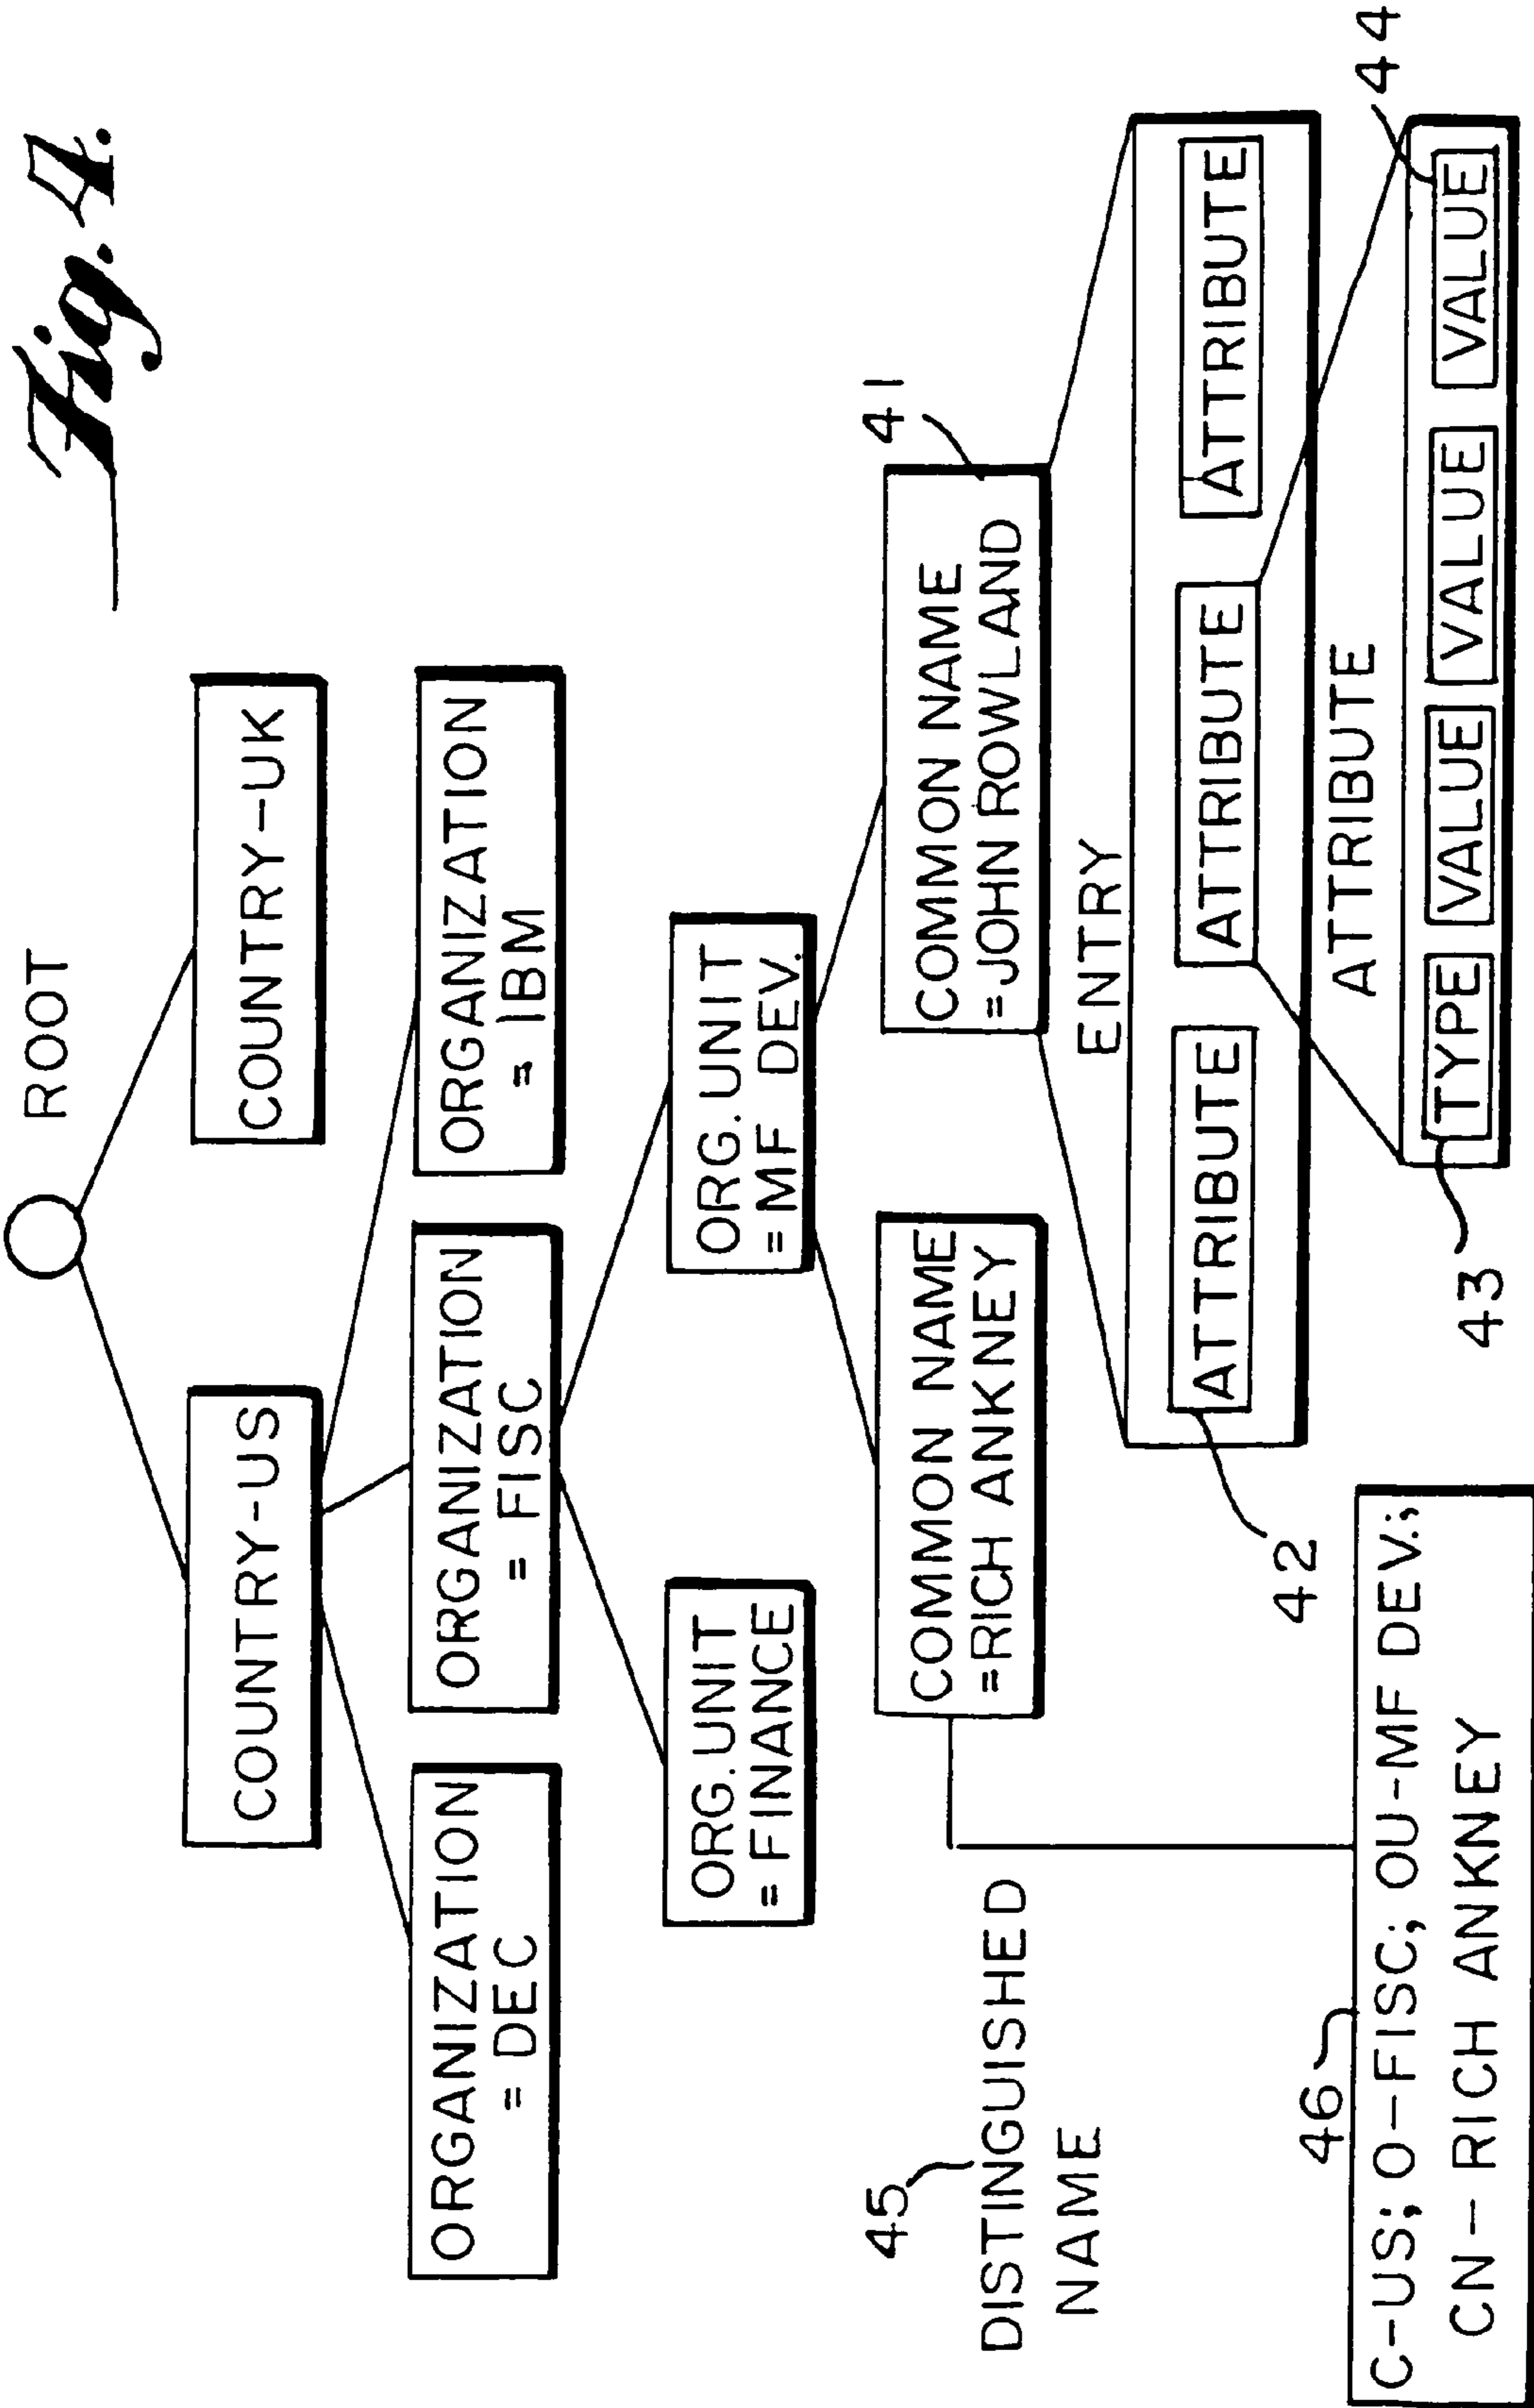 Fig. 4.
ROOT
COUNTRY-US
COUNTRY-UK
ORGANIZATION
= DEC
ORGANIZATION
= FISC
ORGANIZATION
= IBM
ORG. UNIT
= FINANCE
ORG. UNIT
= MF DEV.
COMMON NAME
=RICH ANKNEY
COMMON NAME
=JOHN ROWLAND
41
45
DISTINGUISHED
NAME
ENTRY
ATTRIBUTE
ATTRIBUTE
ATTRIBUTE
42
ATTRIBUTE
TYPE
VALUE
VALUE
VALUE
43
44
46
C-US; O-FISC; OU-MF DEV.;
CN- RICH ANKNEY